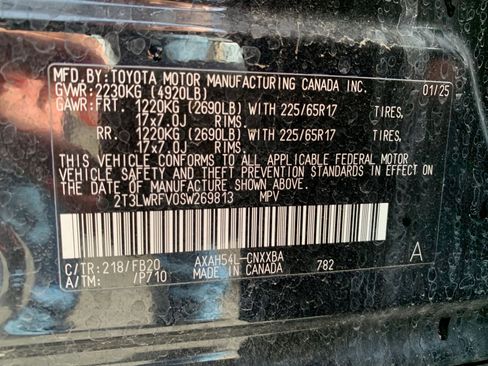 MFD.BY:TOYOTA MOTOR MANUFACTURING CANADA INC. 01/25
GVWR:2230KG (4920LB)
GAWR:FRT. 1220KG (2690LB) WITH 225/65R17 TIRES,
17x7.0J RIMS.
RR. 1220KG (2690LB) WITH 225/65R17 TIRES,
17x7.0J RIMS.
THIS VEHICLE CONFORMS TO ALL APPLICABLE FEDERAL MOTOR
VEHICLE SAFETY AND THEFT PREVENTION STANDARDS IN EFFECT ON
THE DATE OF MANUFACTURE SHOWN ABOVE.
2T3LWRFV0SW269813 MPV
C/TR:218/FB20 AXAH54L-CNXXBA A
A/TM: /P710 MADE IN CANADA 782